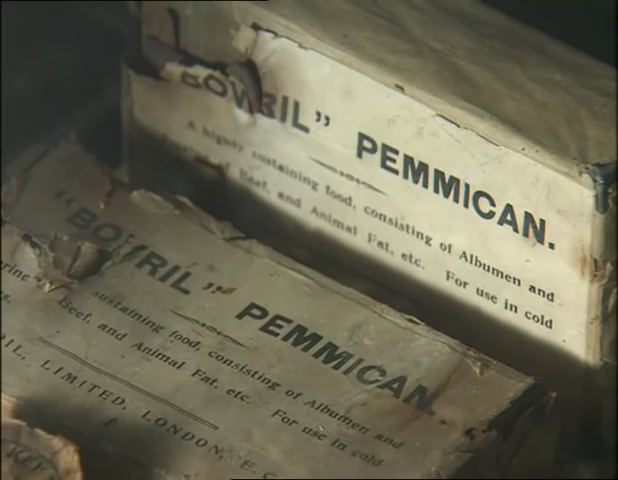 "BOVRIL" PEMMICAN.
A highly sustaining food, consisting of Albumen and
of Beef, and Animal Fat, etc. For use in cold
"BOVRIL" PEMMICAN.
sustaining food, consisting of Albumen and
Beef, and Animal Fat, etc. For use in cold
LIMITED, LONDON, E.C.